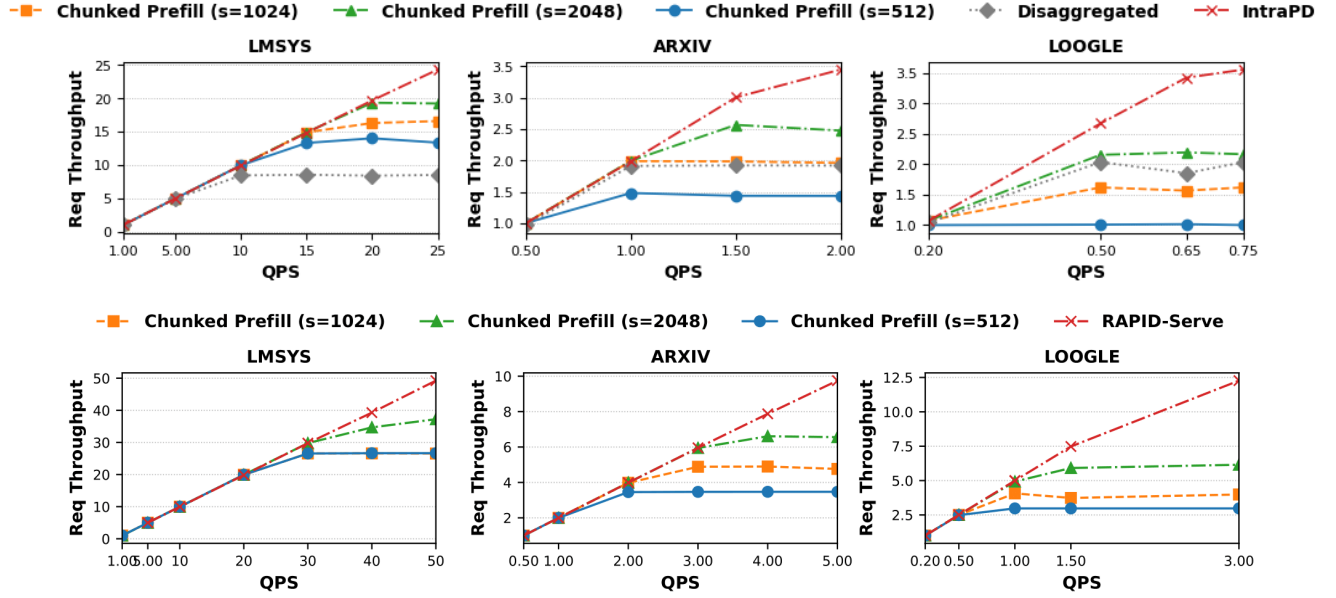 Chunked Prefill (s=1024) Chunked Prefill (s=2048) Chunked Prefill (s=512) Disaggregated IntraPD
LMSYS
Req Throughput
25
20
15
10
5
0
1.00 5.00 10 15 20 25
QPS
ARXIV
Req Throughput
3.5
3.0
2.5
2.0
1.5
1.0
0.50 1.00 1.50 2.00
QPS
LOOGLE
Req Throughput
3.5
3.0
2.5
2.0
1.5
1.0
0.20 0.50 0.65 0.75
QPS
Chunked Prefill (s=1024) Chunked Prefill (s=2048) Chunked Prefill (s=512) RAPID-Serve
LMSYS
Req Throughput
50
40
30
20
10
0
1.00 5.00 10 20 30 40 50
QPS
ARXIV
Req Throughput
10
8
6
4
2
0.50 1.00 2.00 3.00 4.00 5.00
QPS
LOOGLE
Req Throughput
12.5
10.0
7.5
5.0
2.5
0.20 0.50 1.00 1.50 3.00
QPS